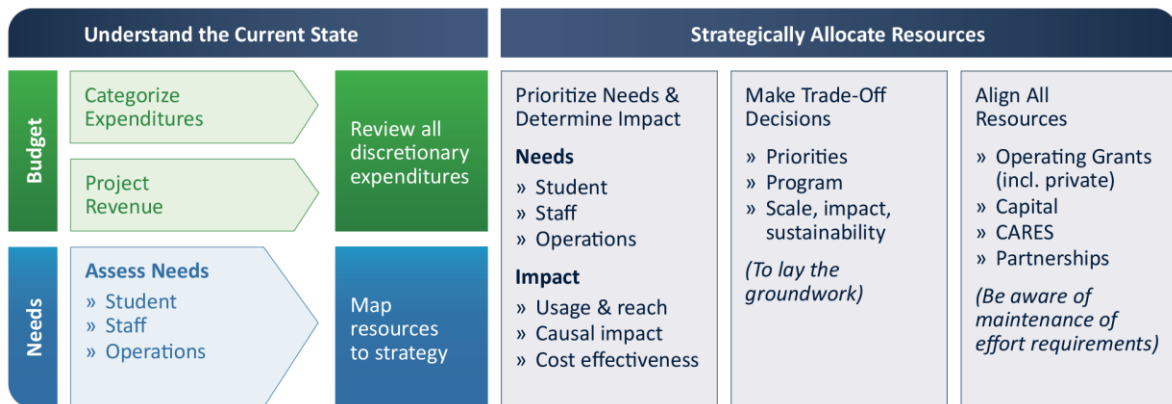 Understand the Current State
Strategically Allocate Resources
Budget
Categorize
Expenditures
Project
Revenue
Review all
discretionary
expenditures
Needs
Assess Needs
» Student
» Staff
» Operations
Map
resources
to strategy
Prioritize Needs &
Determine Impact
Needs
» Student
» Staff
» Operations
Impact
» Usage & reach
» Causal impact
» Cost effectiveness
Make Trade-Off
Decisions
» Priorities
» Program
» Scale, impact,
sustainability
(To lay the
groundwork)
Align All
Resources
» Operating Grants
(incl. private)
» Capital
» CARES
» Partnerships
(Be aware of
maintenance of
effort requirements)